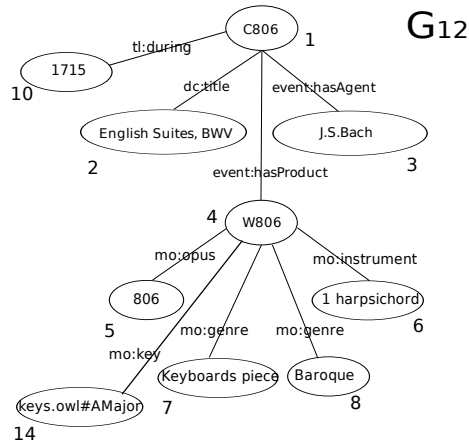 G12
C806
1
tl:during
1715
10
dc:title
event:hasAgent
English Suites, BWV
2
J.S.Bach
3
event:hasProduct
4
W806
mo:opus
mo:instrument
806
5
1 harpsichord
6
mo:genre
mo:genre
mo:key
Keyboards piece
7
Baroque
8
keys.owl#AMajor
14